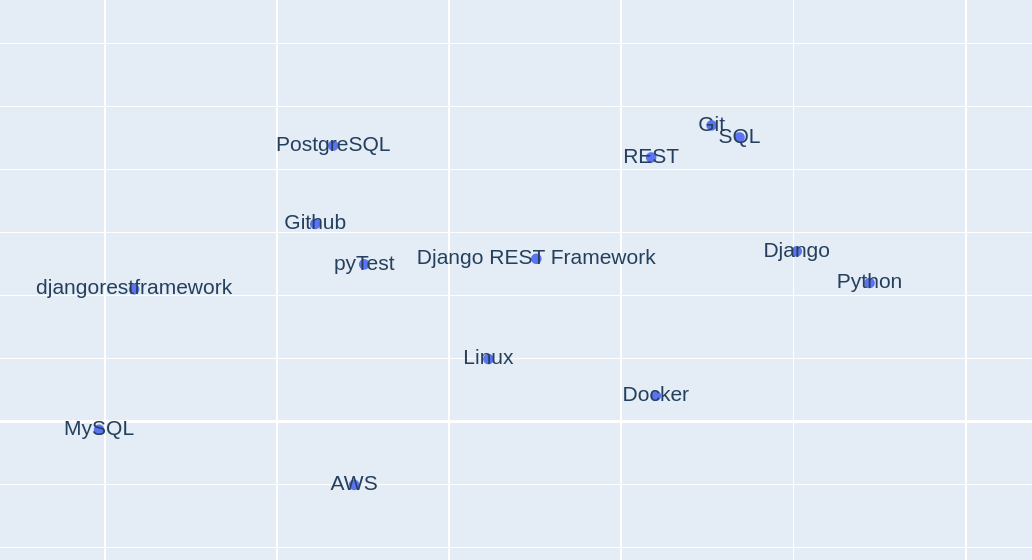 Git
SQL
PostgreSQL
REST
Github
Django
Django REST Framework
pyTest
Python
djangorestframework
Linux
Docker
MySQL
AWS